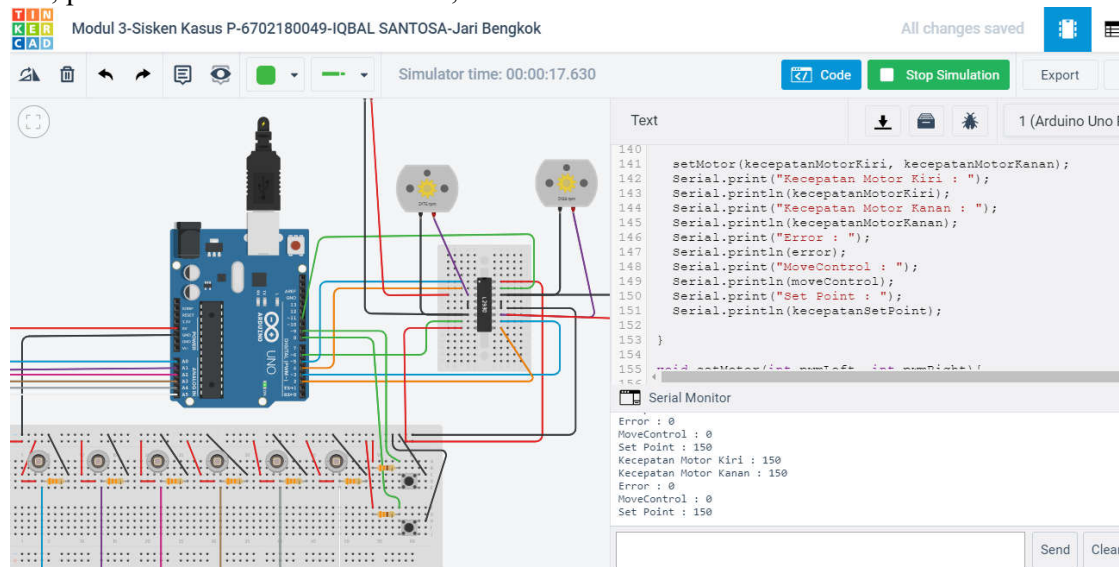 TIN
KER
CAD
Modul 3-Sisken Kasus P-6702180049-IQBAL SANTOSA-Jari Bengkok
All changes saved
Simulator time: 00:00:17.630
Code
Stop Simulation
Export
Text
1 (Arduino Uno
140
141 setMotor(kecepatanMotorKiri, kecepatanMotorKanan);
142 Serial.print("Kecepatan Motor Kiri : ");
143 Serial.println(kecepatanMotorKiri);
144 Serial.print("Kecepatan Motor Kanan : ");
145 Serial.println(kecepatanMotorKanan);
146 Serial.print("Error : ");
147 Serial.println(error);
148 Serial.print("MoveControl : ");
149 Serial.println(moveControl);
150 Serial.print("Set Point : ");
151 Serial.println(kecepatanSetPoint);
152
153 }
154
155 void setMotor(int pwmLeft, int pwmRight){
Serial Monitor
Error : 0
MoveControl : 0
Set Point : 150
Kecepatan Motor Kiri : 150
Kecepatan Motor Kanan : 150
Error : 0
MoveControl : 0
Set Point : 150
Send
Clear
ARDUINO
UNO
L293D